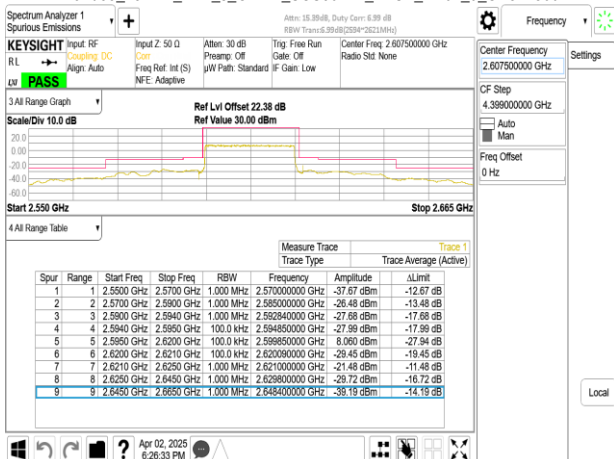 Spectrum Analyzer 1
Spurious Emissions
▼
+
Attn: 15.39dB, Duty Corr: 6.99 dB
RBW Trans:6.99dB(2594~2621MHz)
Frequency
KEYSIGHT
RL
PASS
Input: RF
Coupling: DC
Align: Auto
Input Z: 50 Ω
Corr
Freq Ref: Int (S)
NFE: Adaptive
Atten: 30 dB
Preamp: Off
µW Path: Standard
Trig: Free Run
Gate: Off
IF Gain: Low
Center Freq: 2.607500000 GHz
Radio Std: None
Center Frequency
2.607500000 GHz
Settings
CF Step
4.399000000 GHz
Auto
Man
Freq Offset
0 Hz
Local
3 All Range Graph
Scale/Div 10.0 dB
Ref Lvl Offset 22.38 dB
Ref Value 30.00 dBm
20.0
0.00
-20.0
-40.0
-60.0
Start 2.550 GHz
Stop 2.665 GHz
4 All Range Table
Measure Trace Trace 1
Trace Type Trace Average (Active)
Spur Range Start Freq Stop Freq RBW Frequency Amplitude ΔLimit
1 1 2.5500 GHz 2.5700 GHz 1.000 MHz 2.570000000 GHz -37.67 dBm -12.67 dB
2 2 2.5700 GHz 2.5900 GHz 1.000 MHz 2.585000000 GHz -26.48 dBm -13.48 dB
3 3 2.5900 GHz 2.5940 GHz 1.000 MHz 2.592840000 GHz -27.68 dBm -17.68 dB
4 4 2.5940 GHz 2.5950 GHz 100.0 kHz 2.594850000 GHz -27.99 dBm -17.99 dB
5 5 2.5950 GHz 2.6200 GHz 100.0 kHz 2.599850000 GHz 8.060 dBm -27.94 dB
6 6 2.6200 GHz 2.6210 GHz 100.0 kHz 2.620090000 GHz -29.45 dBm -19.45 dB
7 7 2.6210 GHz 2.6250 GHz 1.000 MHz 2.621000000 GHz -21.48 dBm -11.48 dB
8 8 2.6250 GHz 2.6450 GHz 1.000 MHz 2.629800000 GHz -29.72 dBm -16.72 dB
9 9 2.6450 GHz 2.6650 GHz 1.000 MHz 2.648400000 GHz -39.19 dBm -14.19 dB
?
Apr 02, 2025
6:26:33 PM